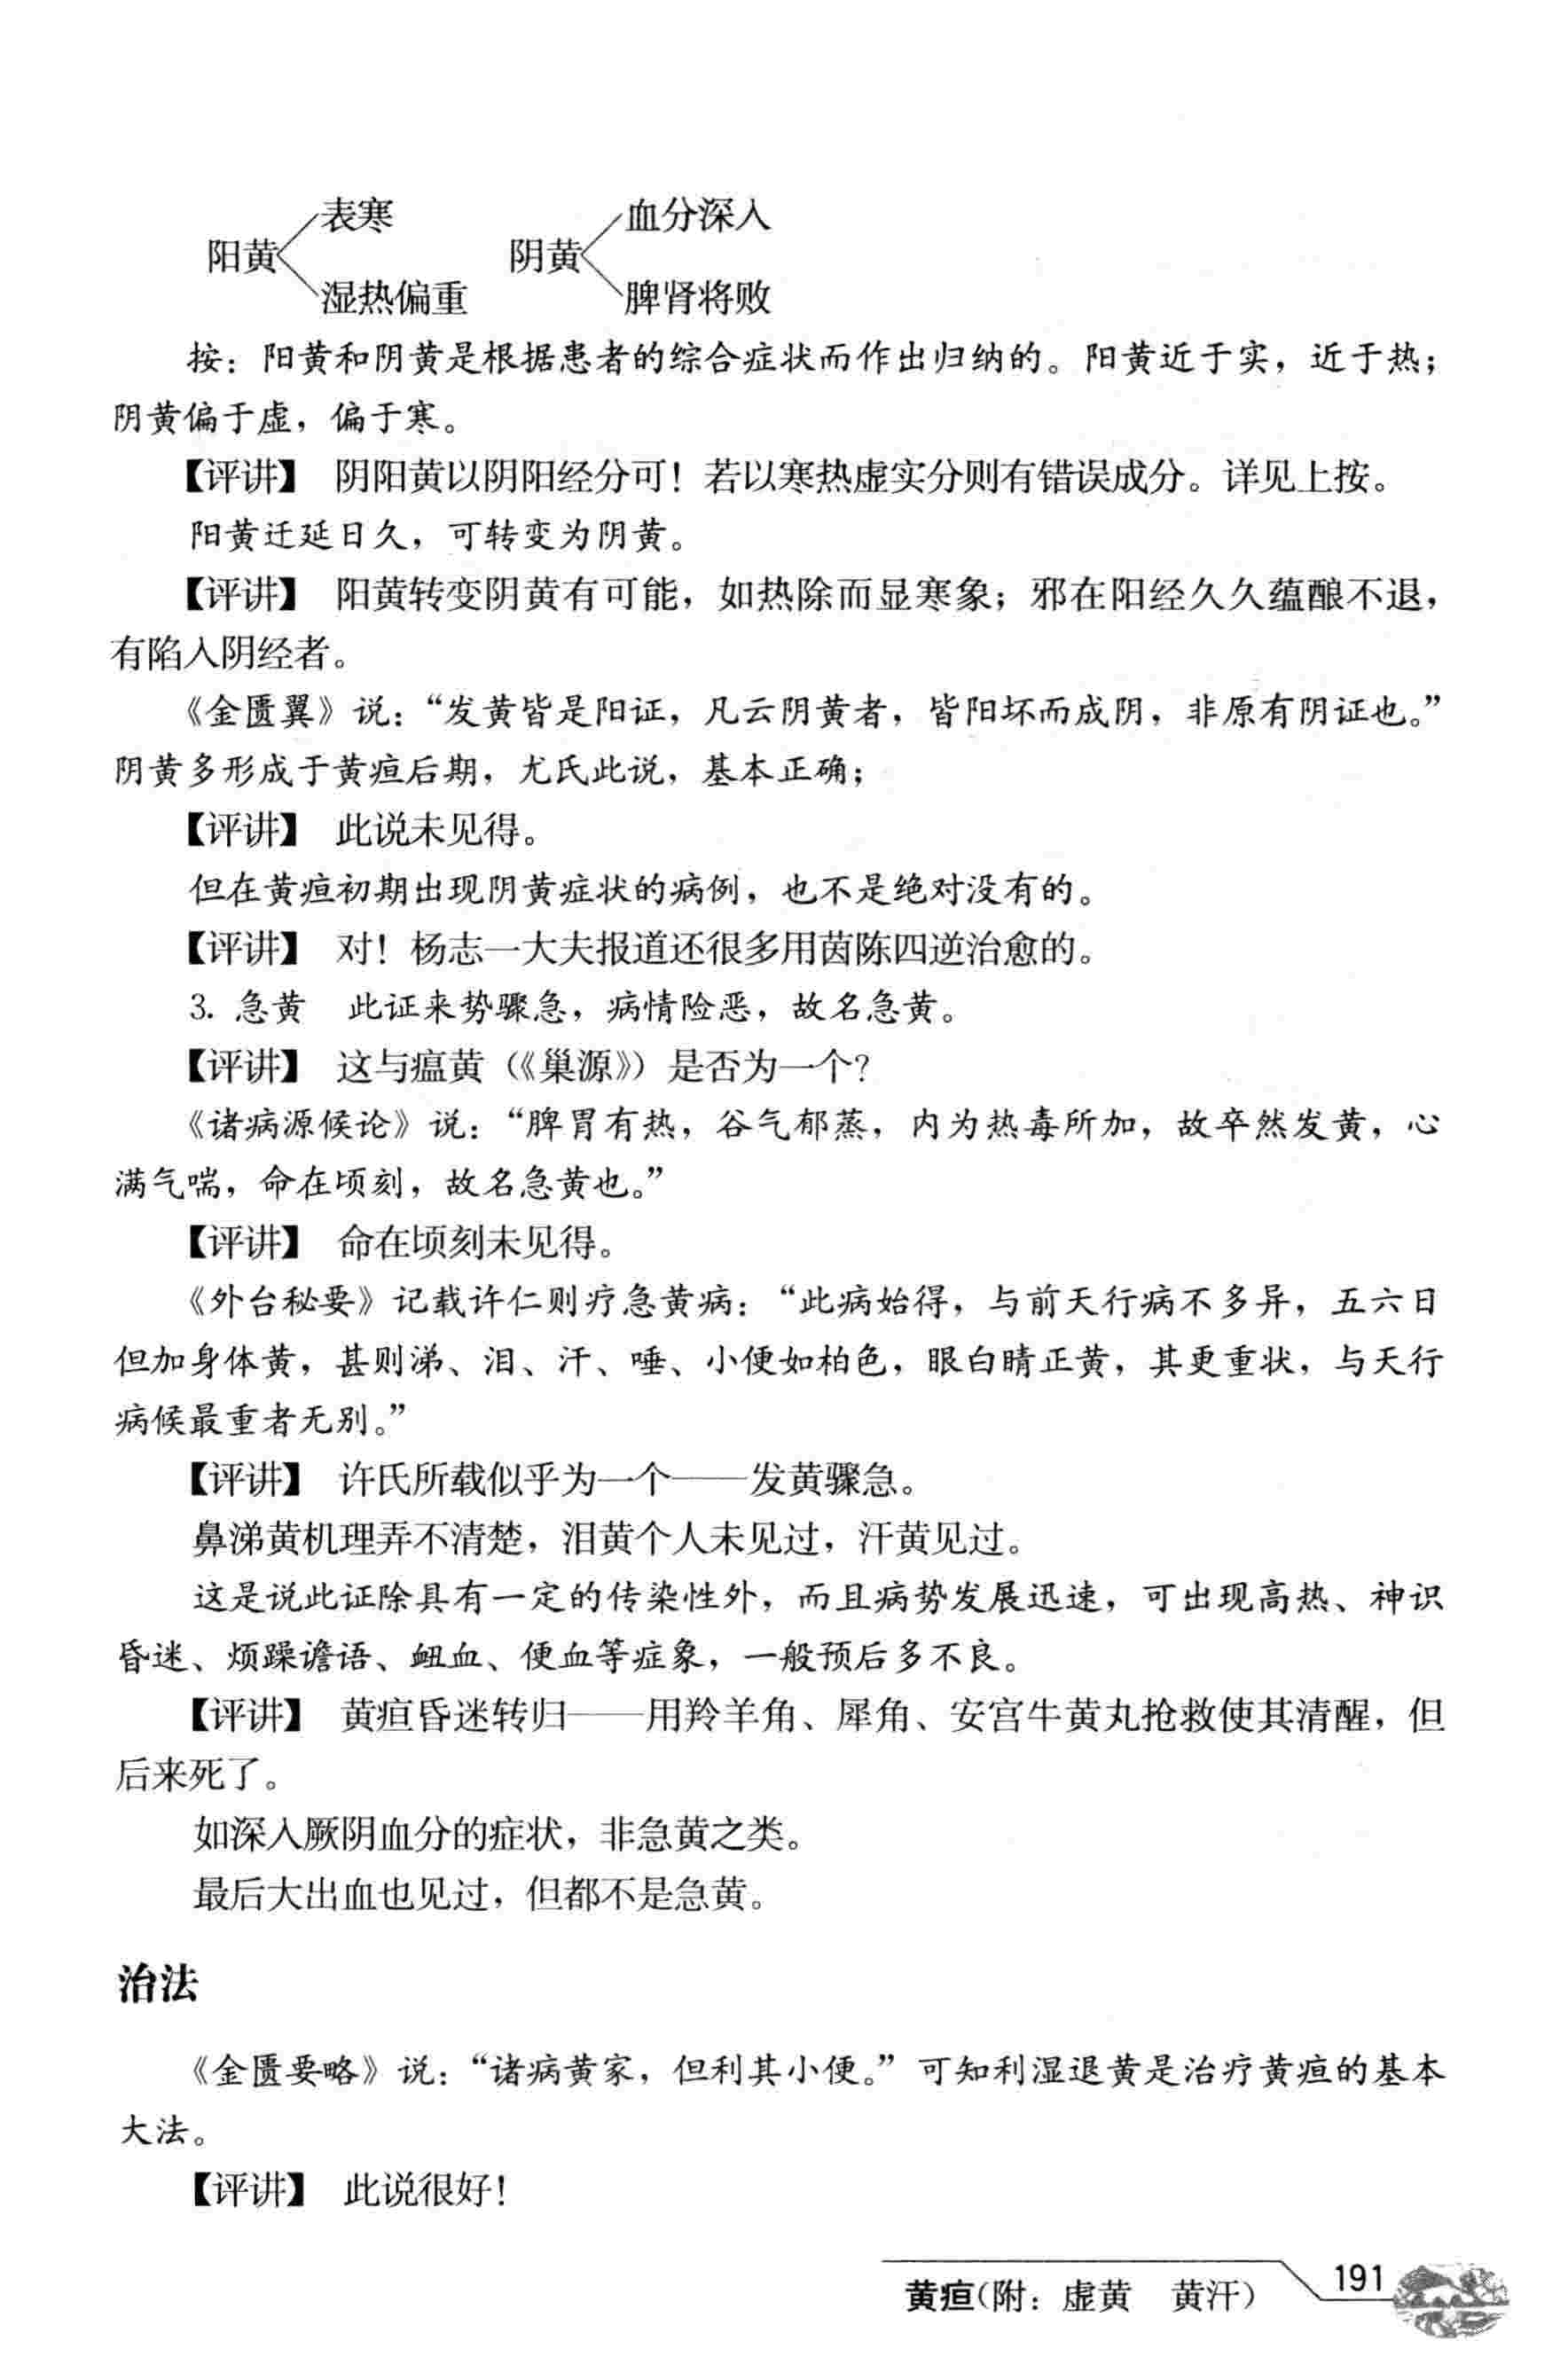 表寒　血分深入
阳黄　阴黄
湿热偏重　脾肾将败
按：阳黄和阴黄是根据患者的综合症状而作出归纳的。阳黄近于实，近于热；
阴黄偏于虚，偏于寒。
【评讲】　阴阳黄以阴阳经分可！若以寒热虚实分则有错误成分。详见上按。
阳黄迁延日久，可转变为阴黄。
【评讲】　阳黄转变阴黄有可能，如热除而显寒象；邪在阳经久久蕴酿不退，
有陷入阴经者。
《金匮翼》说：“发黄皆是阳证，凡云阴黄者，皆阳坏而成阴，非原有阴证也。”
阴黄多形成于黄疸后期，尤氏此说，基本正确；
【评讲】　此说未见得。
但在黄疸初期出现阴黄症状的病例，也不是绝对没有的。
【评讲】　对！杨志一大夫报道还很多用茵陈四逆治愈的。
3. 急黄　此证来势骤急，病情险恶，故名急黄。
【评讲】　这与瘟黄（《巢源》）是否为一个？
《诸病源候论》说：“脾胃有热，谷气郁蒸，内为热毒所加，故卒然发黄，心
满气喘，命在顷刻，故名急黄也。”
【评讲】　命在顷刻未见得。
《外台秘要》记载许仁则疗急黄病：“此病始得，与前天行病不多异，五六日
但加身体黄，甚则涕、泪、汗、唾、小便如柏色，眼白睛正黄，其更重状，与天行
病候最重者无别。”
【评讲】　许氏所载似乎为一个——发黄骤急。
鼻涕黄机理弄不清楚，泪黄个人未见过，汗黄见过。
这是说此证除具有一定的传染性外，而且病势发展迅速，可出现高热、神识
昏迷、烦躁谵语、衄血、便血等症象，一般预后多不良。
【评讲】　黄疸昏迷转归——用羚羊角、犀角、安宫牛黄丸抢救使其清醒，但
后来死了。
如深入厥阴血分的症状，非急黄之类。
最后大出血也见过，但都不是急黄。
治法
《金匮要略》说：“诸病黄家，但利其小便。”可知利湿退黄是治疗黄疸的基本
大法。
【评讲】　此说很好！
黄疸（附：虚黄　黄汗）　191